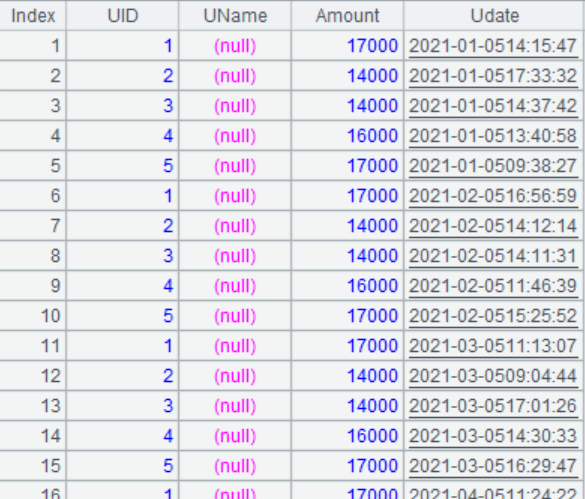 Index UID UName Amount Udate
1 1 (null) 17000 2021-01-0514:15:47
2 2 (null) 14000 2021-01-0517:33:32
3 3 (null) 14000 2021-01-0514:37:42
4 4 (null) 16000 2021-01-0513:40:58
5 5 (null) 17000 2021-01-0509:38:27
6 1 (null) 17000 2021-02-0516:56:59
7 2 (null) 14000 2021-02-0514:12:14
8 3 (null) 14000 2021-02-0514:11:31
9 4 (null) 16000 2021-02-0511:46:39
10 5 (null) 17000 2021-02-0515:25:52
11 1 (null) 17000 2021-03-0511:13:07
12 2 (null) 14000 2021-03-0509:04:44
13 3 (null) 14000 2021-03-0517:01:26
14 4 (null) 16000 2021-03-0514:30:33
15 5 (null) 17000 2021-03-0516:29:47
16 1 (null) 17000 2021-04-0511:24:22